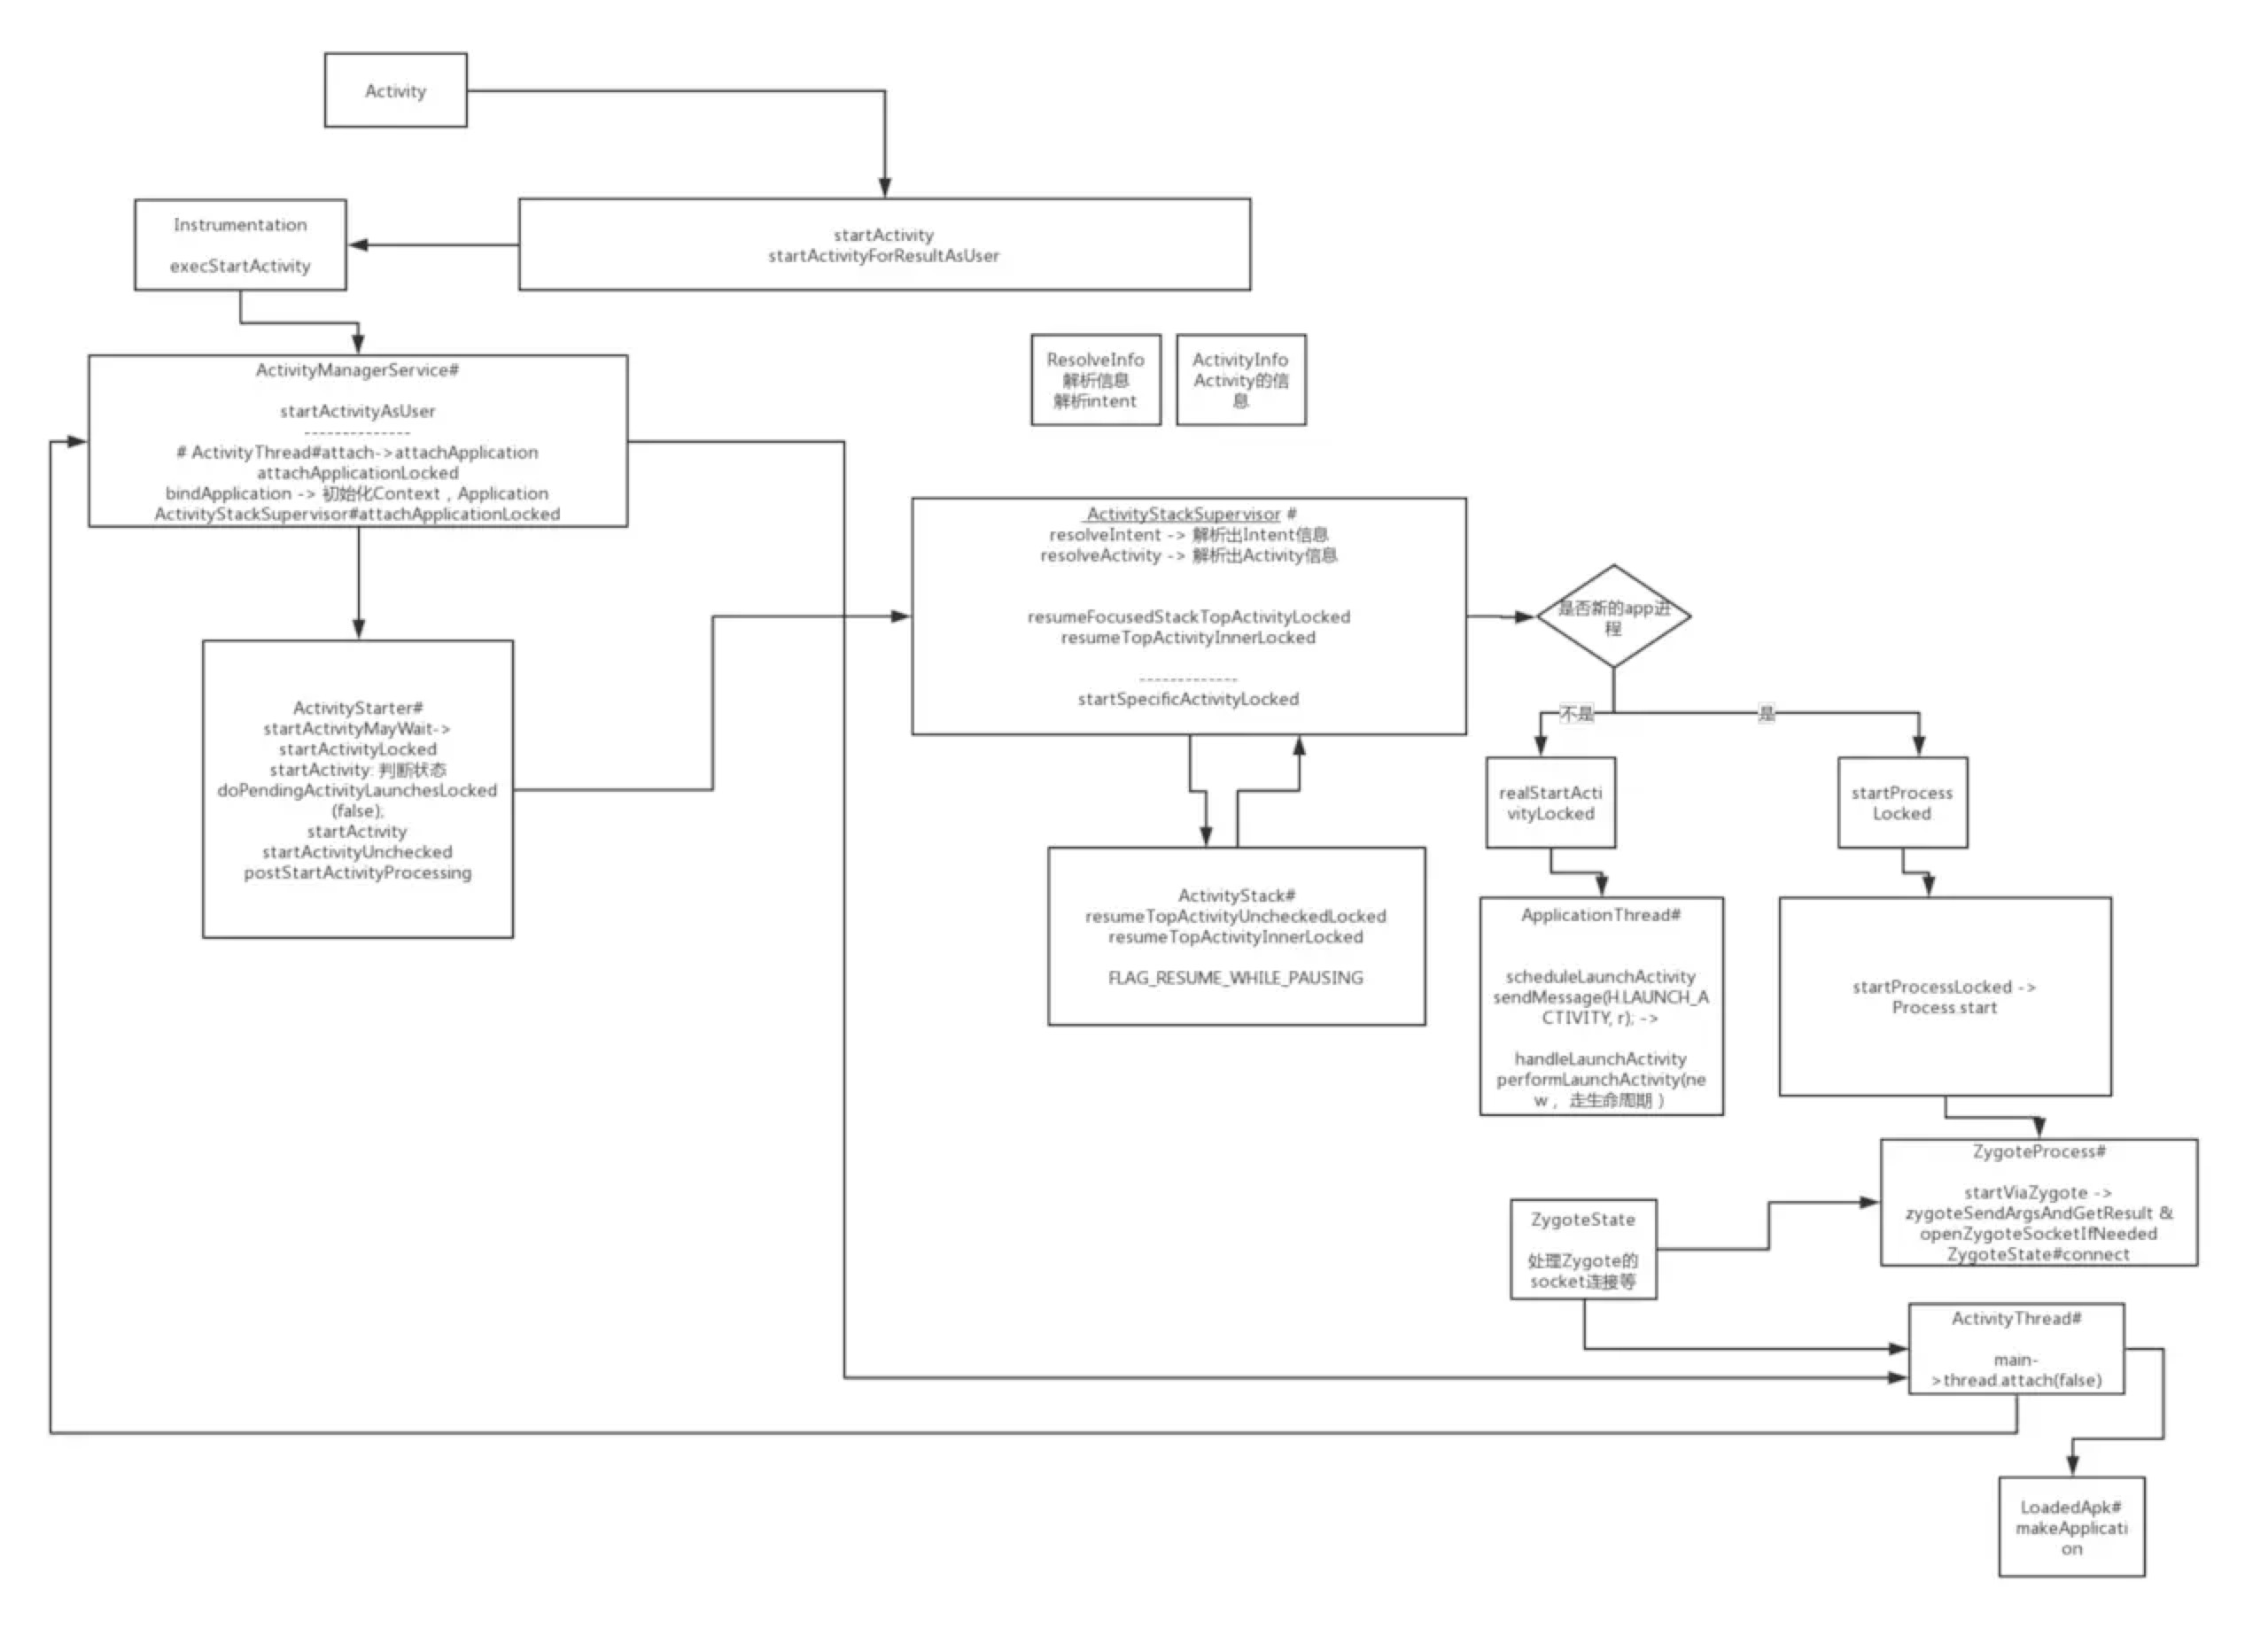 Activity
startActivity
startActivityForResultAsUser
Instrumentation
execStartActivity
ActivityManagerService#
startActivityAsUser
--------------
# ActivityThread#attach->attachApplication
attachApplicationLocked
bindApplication -> 初始化Context，Application
ActivityStackSupervisor#attachApplicationLocked
ResolveInfo
解析信息
解析intent
ActivityInfo
Activity的信
息
ActivityStarter#
startActivityMayWait->
startActivityLocked
startActivity: 判断状态
doPendingActivityLaunchesLocked
(false);
startActivity
startActivityUnchecked
postStartActivityProcessing
ActivityStackSupervisor #
resolveIntent -> 解析出Intent信息
resolveActivity -> 解析出Activity信息
resumeFocusedStackTopActivityLocked
resumeTopActivityInnerLocked
-------------
startSpecificActivityLocked
是否新的app进
程
不是
是
ActivityStack#
resumeTopActivityUncheckedLocked
resumeTopActivityInnerLocked
FLAG_RESUME_WHILE_PAUSING
realStartActi
vityLocked
startProcess
Locked
ApplicationThread#
scheduleLaunchActivity
sendMessage(H.LAUNCH_A
CTIVITY, r); ->
handleLaunchActivity
performLaunchActivity(ne
w ， 走生命周期 ）
startProcessLocked ->
Process.start
ZygoteProcess#
startViaZygote ->
zygoteSendArgsAndGetResult &
openZygoteSocketIfNeeded
ZygoteState#connect
ZygoteState
处理Zygote的
socket连接等
ActivityThread#
main-
>thread.attach(false)
LoadedApk#
makeApplicati
on